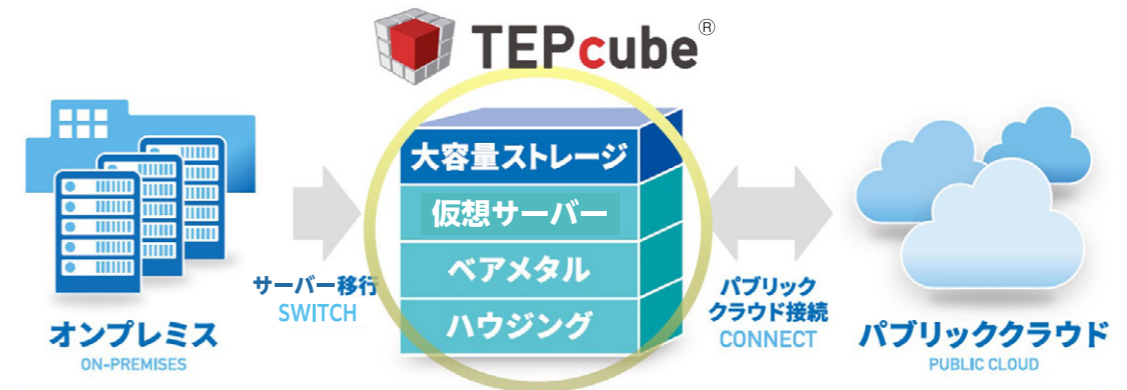 TEPcube®
大容量ストレージ
仮想サーバー
ベアメタル
ハウジング
サーバー移行
SWITCH
パブリック
クラウド接続
CONNECT
オンプレミス
ON-PREMISES
パブリッククラウド
PUBLIC CLOUD